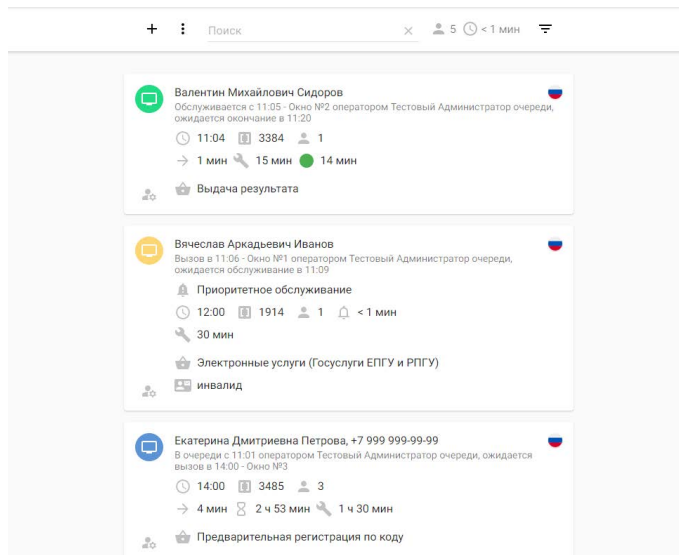 Поиск 5 < 1 мин
Валентин Михайлович Сидоров
Обслуживается с 11:05 - Окно №2 оператором Тестовый Администратор очереди,
ожидается окончание в 11:20
11:04 3384 1
1 мин 15 мин 14 мин
Выдача результата
Вячеслав Аркадьевич Иванов
Вызов в 11:06 - Окно №1 оператором Тестовый Администратор очереди,
ожидается обслуживание в 11:09
Приоритетное обслуживание
12:00 1914 1 < 1 мин
30 мин
Электронные услуги (Госуслуги ЕПГУ и РПГУ)
инвалид
Екатерина Дмитриевна Петрова, +7 999 999-99-99
В очереди с 11:01 оператором Тестовый Администратор очереди, ожидается
вызов в 14:00 - Окно №3
14:00 3485 3
4 мин 2 ч 53 мин 1 ч 30 мин
Предварительная регистрация по коду